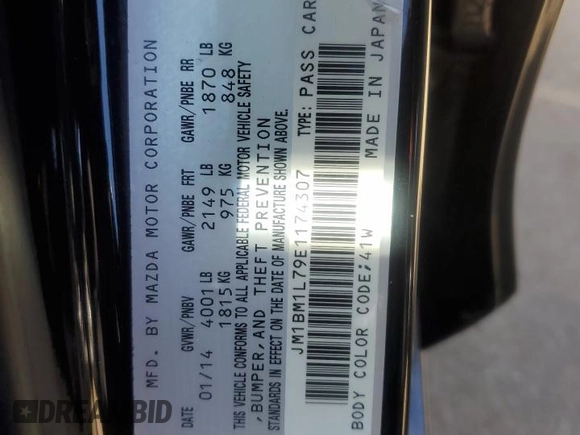 MFD. BY MAZDA MOTOR CORPORATION
DATE GVWR/PNBV GAWR/PNBE FRT GAWR/PNBE RR
01/14 4001 LB 2149 LB 1870 LB
1815 KG 975 KG 848 KG
THIS VEHICLE CONFORMS TO ALL APPLICABLE FEDERAL MOTOR VEHICLE SAFETY
,BUMPER,AND THEFT PREVENTION
STANDARDS IN EFFECT ON THE DATE OF MANUFACTURE SHOWN ABOVE.
JM1BM1L79E1174307 TYPE: PASS CAR
BODY COLOR CODE;41W MADE IN JAPAN
DREAMBID